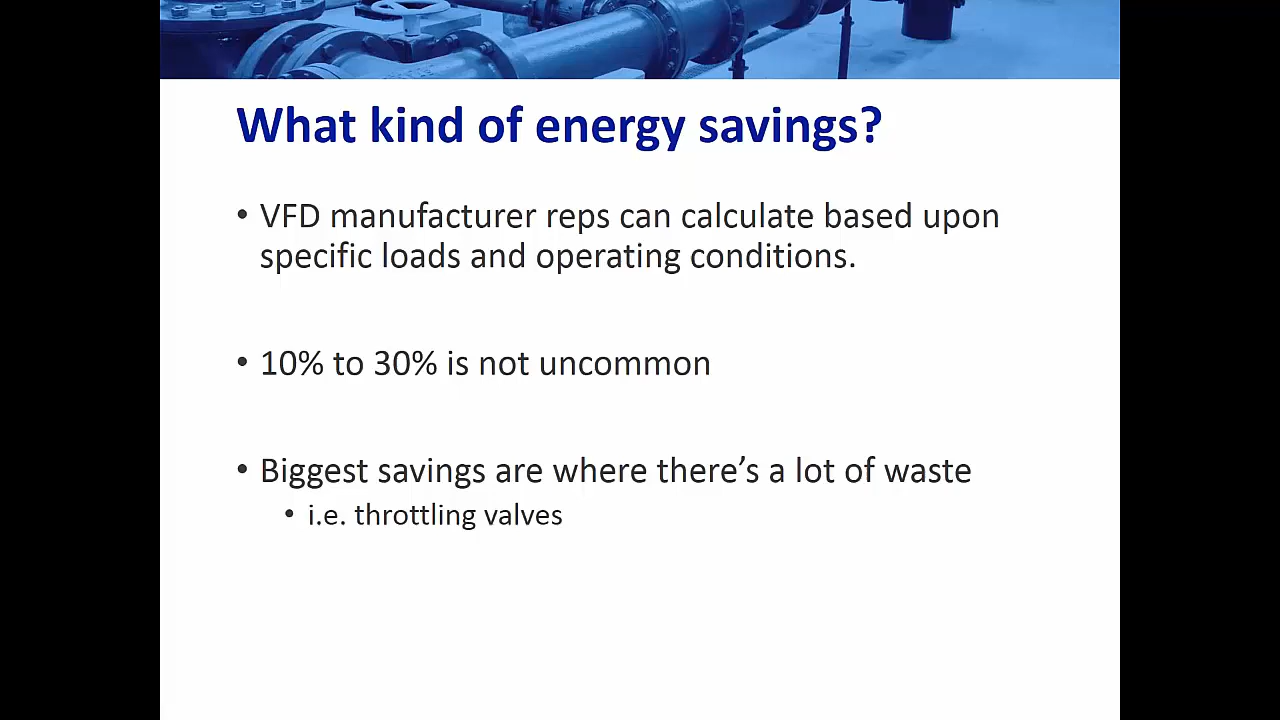 What kind of energy savings?
• VFD manufacturer reps can calculate based upon
specific loads and operating conditions.
• 10% to 30% is not uncommon
• Biggest savings are where there’s a lot of waste
• i.e. throttling valves